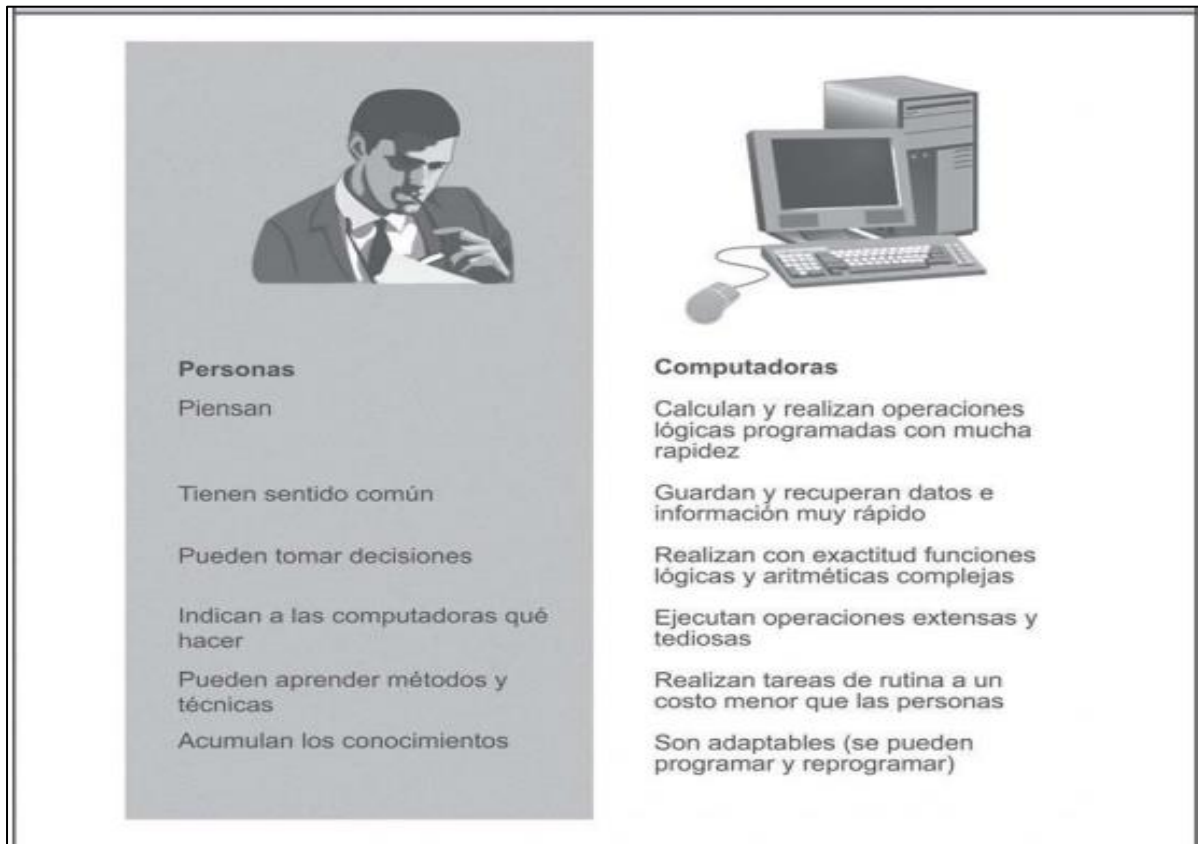 Personas
Piensan
Tienen sentido común
Pueden tomar decisiones
Indican a las computadoras qué
hacer
Pueden aprender métodos y
técnicas
Acumulan los conocimientos
Computadoras
Calculan y realizan operaciones
lógicas programadas con mucha
rapidez
Guardan y recuperan datos e
información muy rápido
Realizan con exactitud funciones
lógicas y aritméticas complejas
Ejecutan operaciones extensas y
tediosas
Realizan tareas de rutina a un
costo menor que las personas
Son adaptables (se pueden
programar y reprogramar)